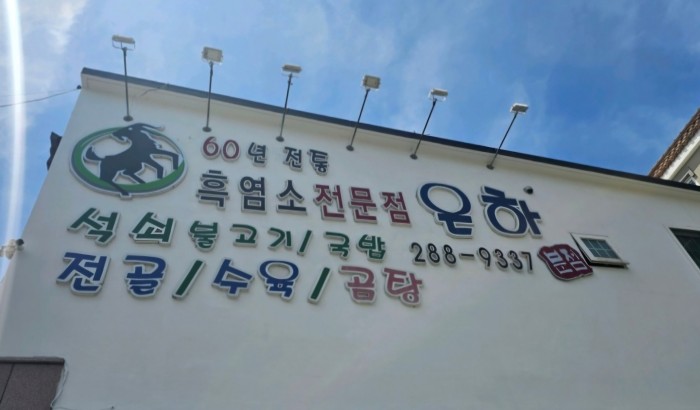 60년 전통
흑염소전문점 운하
석쇠불고기/국밥 288-9337 본점
전골/수육/곰탕